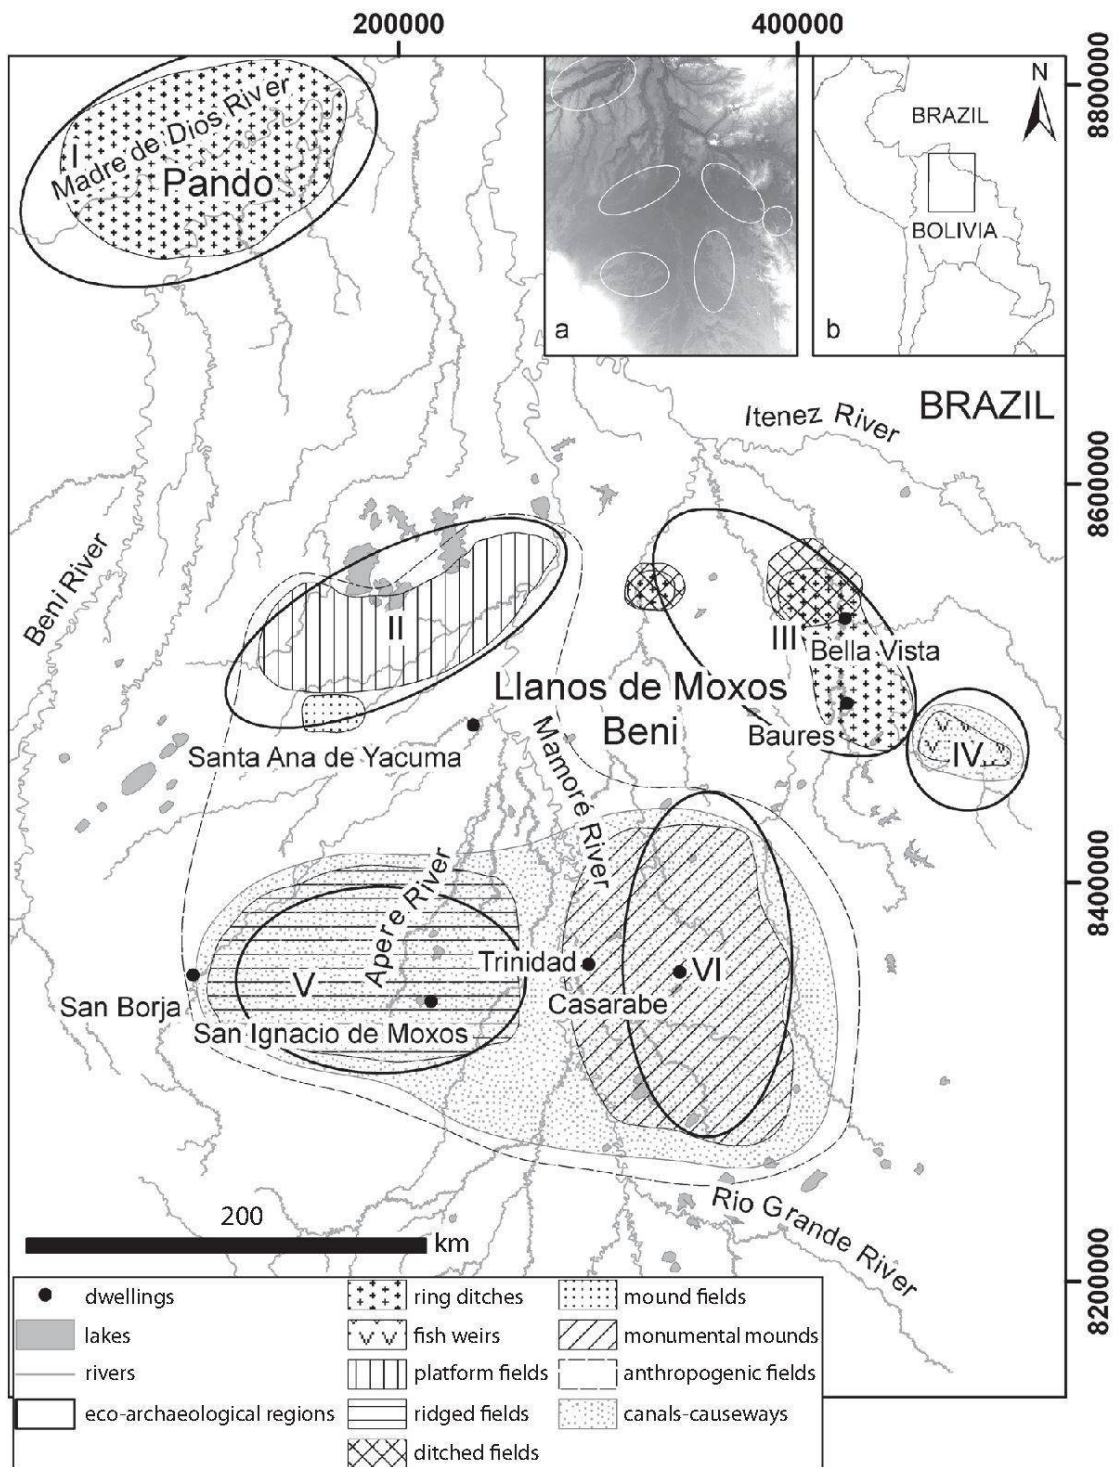 200000
400000
8800000
8600000
8400000
8200000
I
Madre de Dios River
Pando
a
N
BRAZIL
BOLIVIA
b
BRAZIL
Itenez River
Beni River
II
III
Bella Vista
Llanos de Moxos
Beni
Baures
IV
Santa Ana de Yacuma
Mamoré River
Apere River
Trinidad
VI
V
Casarabe
San Borja
San Ignacio de Moxos
Rio Grande River
200
km
dwellings
lakes
rivers
eco-archaeological regions
ring ditches
fish weirs
platform fields
ridged fields
ditched fields
mound fields
monumental mounds
anthropogenic fields
canals-causeways